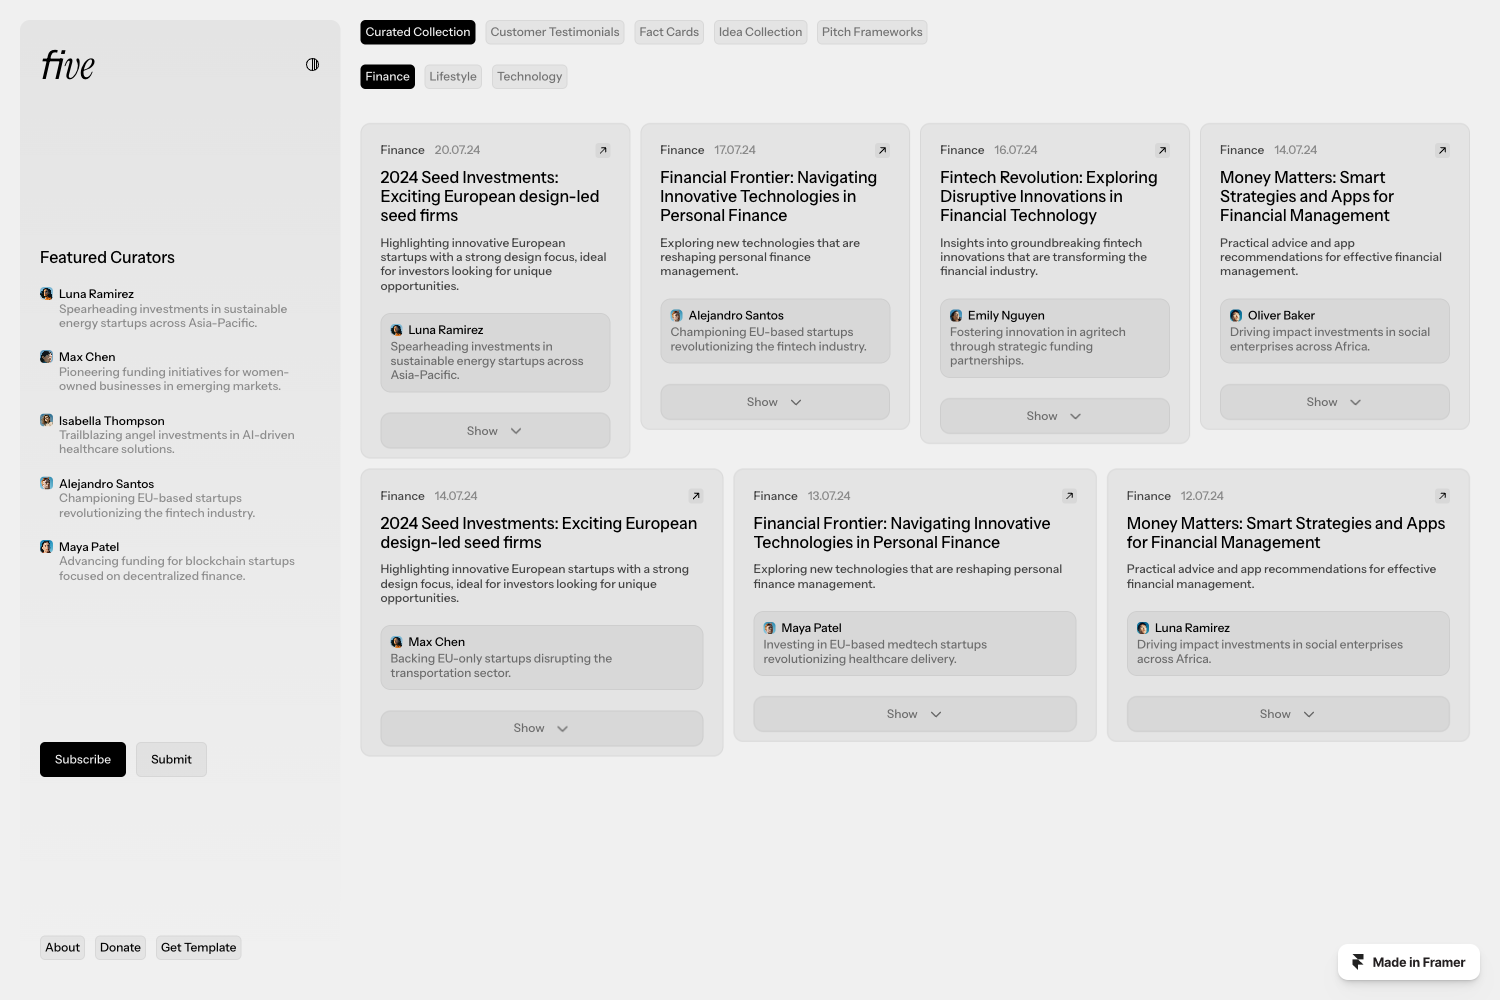 five
Featured Curators
Luna Ramirez
Spearheading investments in sustainable
energy startups across Asia-Pacific.
Max Chen
Pioneering funding initiatives for women-
owned businesses in emerging markets.
Isabella Thompson
Trailblazing angel investments in AI-driven
healthcare solutions.
Alejandro Santos
Championing EU-based startups
revolutionizing the fintech industry.
Maya Patel
Advancing funding for blockchain startups
focused on decentralized finance.
Subscribe
Submit
About
Donate
Get Template
Curated Collection
Customer Testimonials
Fact Cards
Idea Collection
Pitch Frameworks
Finance
Lifestyle
Technology
Finance 20.07.24
2024 Seed Investments:
Exciting European design-led
seed firms
Highlighting innovative European
startups with a strong design focus, ideal
for investors looking for unique
opportunities.
Luna Ramirez
Spearheading investments in
sustainable energy startups across
Asia-Pacific.
Show
Finance 17.07.24
Financial Frontier: Navigating
Innovative Technologies in
Personal Finance
Exploring new technologies that are
reshaping personal finance
management.
Alejandro Santos
Championing EU-based startups
revolutionizing the fintech industry.
Show
Finance 16.07.24
Fintech Revolution: Exploring
Disruptive Innovations in
Financial Technology
Insights into groundbreaking fintech
innovations that are transforming the
financial industry.
Emily Nguyen
Fostering innovation in agritech
through strategic funding
partnerships.
Show
Finance 14.07.24
Money Matters: Smart
Strategies and Apps for
Financial Management
Practical advice and app
recommendations for effective financial
management.
Oliver Baker
Driving impact investments in social
enterprises across Africa.
Show
Finance 14.07.24
2024 Seed Investments: Exciting European
design-led seed firms
Highlighting innovative European startups with a strong
design focus, ideal for investors looking for unique
opportunities.
Max Chen
Backing EU-only startups disrupting the
transportation sector.
Show
Finance 13.07.24
Financial Frontier: Navigating Innovative
Technologies in Personal Finance
Exploring new technologies that are reshaping personal
finance management.
Maya Patel
Investing in EU-based medtech startups
revolutionizing healthcare delivery.
Show
Finance 12.07.24
Money Matters: Smart Strategies and Apps
for Financial Management
Practical advice and app recommendations for effective
financial management.
Luna Ramirez
Driving impact investments in social enterprises
across Africa.
Show
Made in Framer